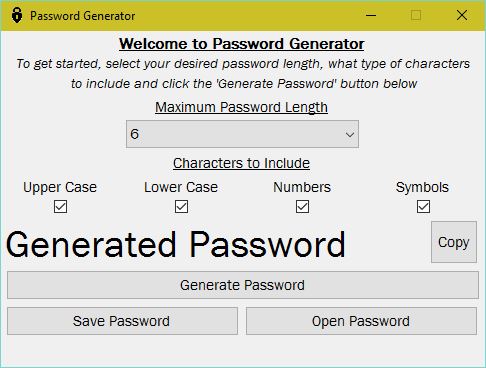 Password Generator
Welcome to Password Generator
To get started, select your desired password length, what type of characters
to include and click the 'Generate Password' button below
Maximum Password Length
6
Characters to Include
Upper Case Lower Case Numbers Symbols
Generated Password Copy
Generate Password
Save Password Open Password